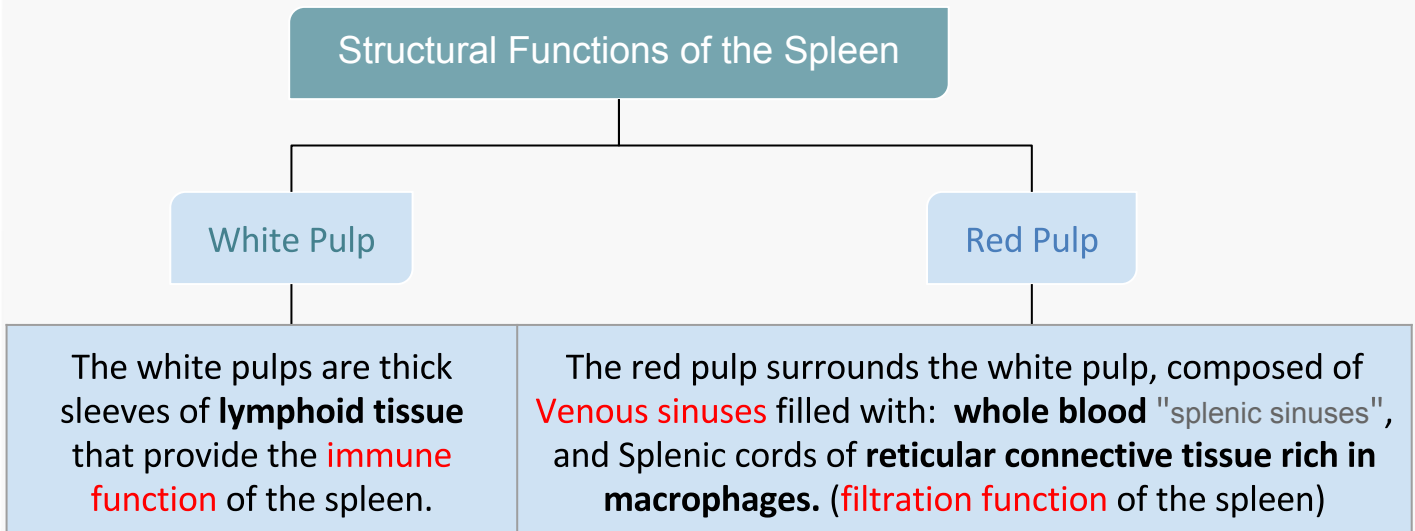 Structural Functions of the Spleen
White Pulp
Red Pulp
The white pulps are thick
sleeves of lymphoid tissue
that provide the immune
function of the spleen.
The red pulp surrounds the white pulp, composed of
Venous sinuses filled with:  whole blood "splenic sinuses",
and Splenic cords of reticular connective tissue rich in
macrophages. (filtration function of the spleen)